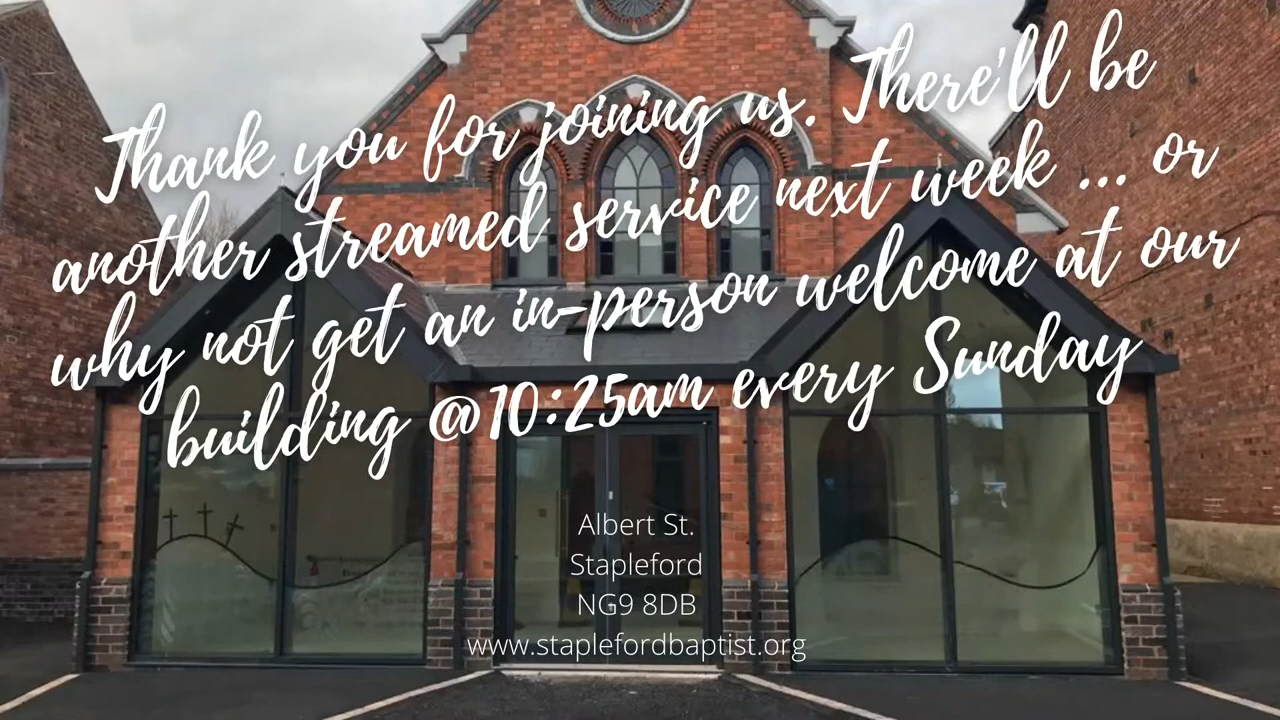 Thank you for joining us. There'll be
another streamed service next week ... or
why not get an in-person welcome at our
building @10:25am every Sunday
Albert St.
Stapleford
NG9 8DB
www.staplefordbaptist.org